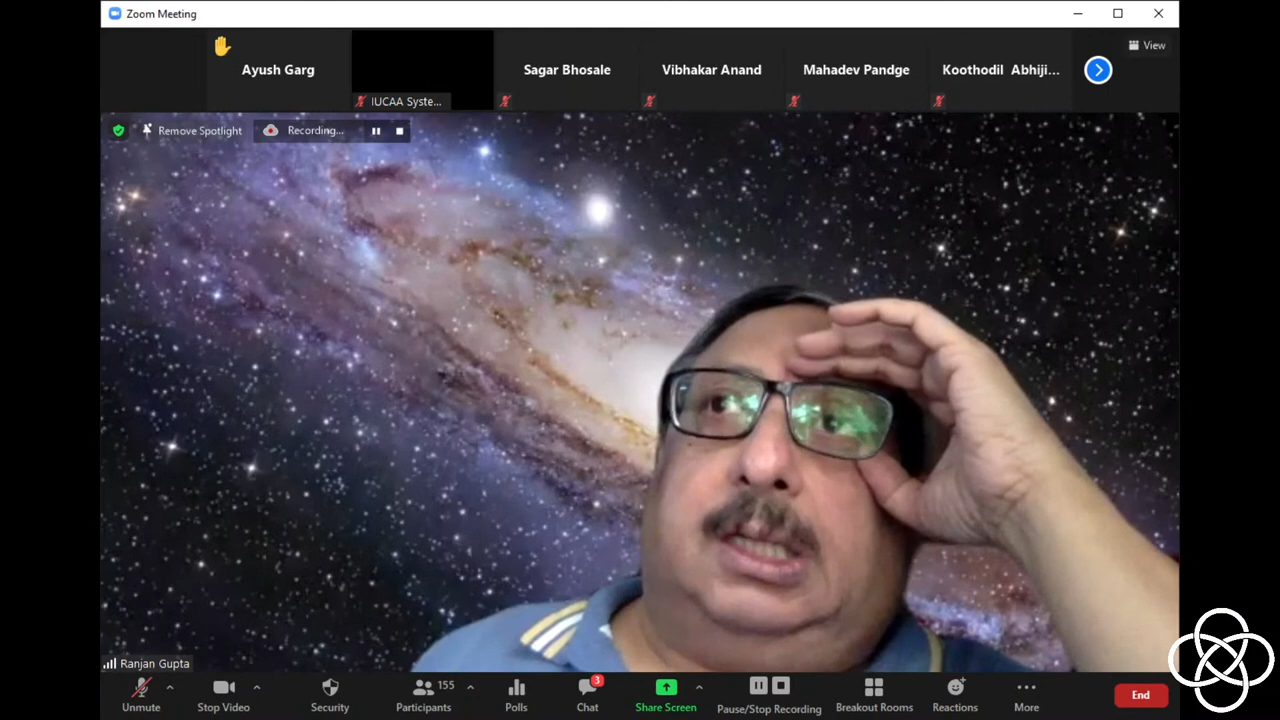 Zoom Meeting
View
Ayush Garg
IUCAA Syste...
Sagar Bhosale
Vibhakar Anand
Mahadev Pandge
Koothodil Abhiji...
Remove Spotlight
Recording...
Ranjan Gupta
Unmute
Stop Video
Security
155
Participants
Polls
3
Chat
Share Screen
Pause/Stop Recording
Breakout Rooms
Reactions
More
End